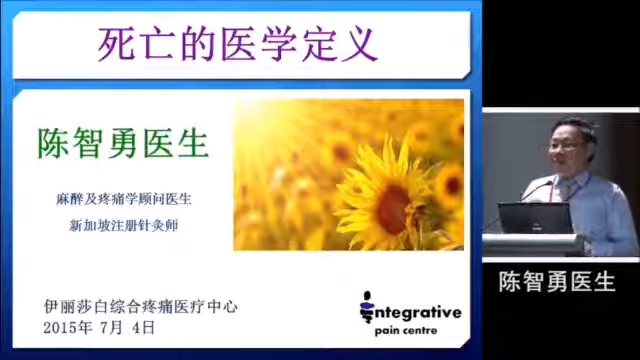 死亡的医学定义
陈智勇医生
麻醉及疼痛学顾问医生
新加坡注册针灸师
伊丽莎白综合疼痛医疗中心
2015年 7月 4日
integrative
pain centre
陈智勇医生